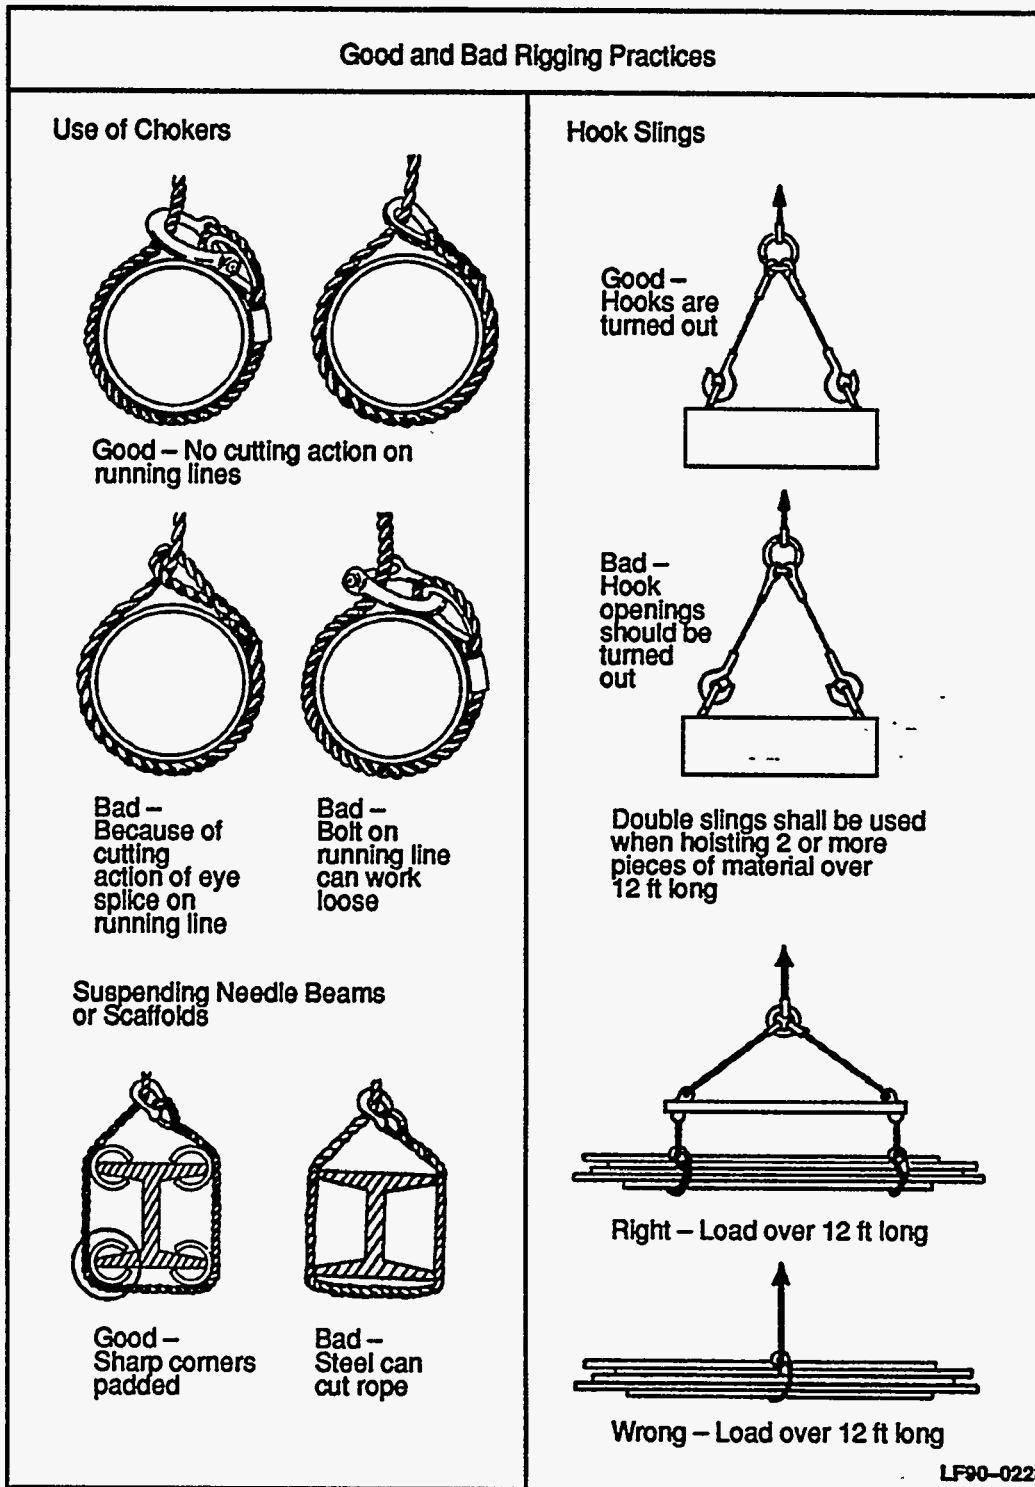 Good and Bad Rigging Practices
Use of Chokers
Good – No cutting action on
running lines
Bad –
Because of
cutting
action of eye
splice on
running line
Bad –
Bolt on
running line
can work
loose
Suspending Needle Beams
or Scaffolds
Good –
Sharp corners
padded
Bad –
Steel can
cut rope
Hook Slings
Good –
Hooks are
turned out
Bad –
Hook
openings
should be
turned
out
Double slings shall be used
when hoisting 2 or more
pieces of material over
12 ft long
Right – Load over 12 ft long
Wrong – Load over 12 ft long